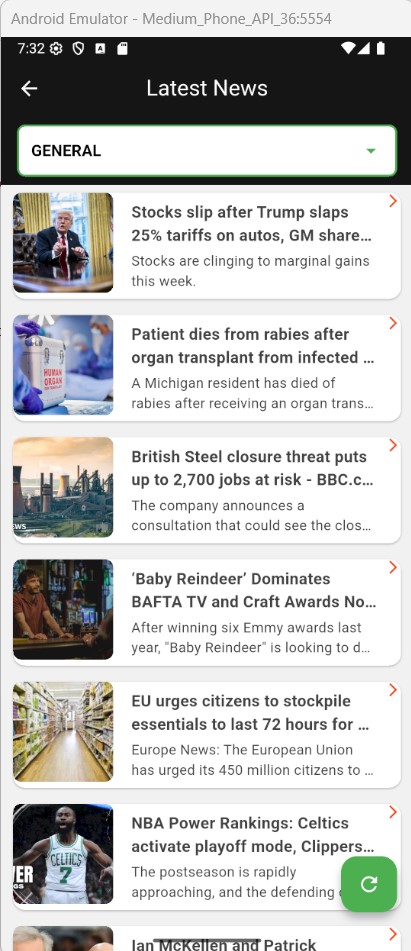 Android Emulator - Medium_Phone_API_36:5554
7:32
Latest News
GENERAL
Stocks slip after Trump slaps
25% tariffs on autos, GM share...
Stocks are clinging to marginal gains
this week.
HUMAN
ORGAN
Patient dies from rabies after
organ transplant from infected ...
A Michigan resident has died of
rabies after receiving an organ trans...
WS
British Steel closure threat puts
up to 2,700 jobs at risk - BBC.c...
The company announces a
consultation that could see the clos...
‘Baby Reindeer’ Dominates
BAFTA TV and Craft Awards No...
After winning six Emmy awards last
year, "Baby Reindeer" is looking to d...
EU urges citizens to stockpile
essentials to last 72 hours for ...
Europe News: The European Union
has urged its 450 million citizens to ...
CELTICS
7
ER
GS
NBA Power Rankings: Celtics
activate playoff mode, Clippers...
The postseason is rapidly
approaching, and the defending
Ian McKellen and Patrick